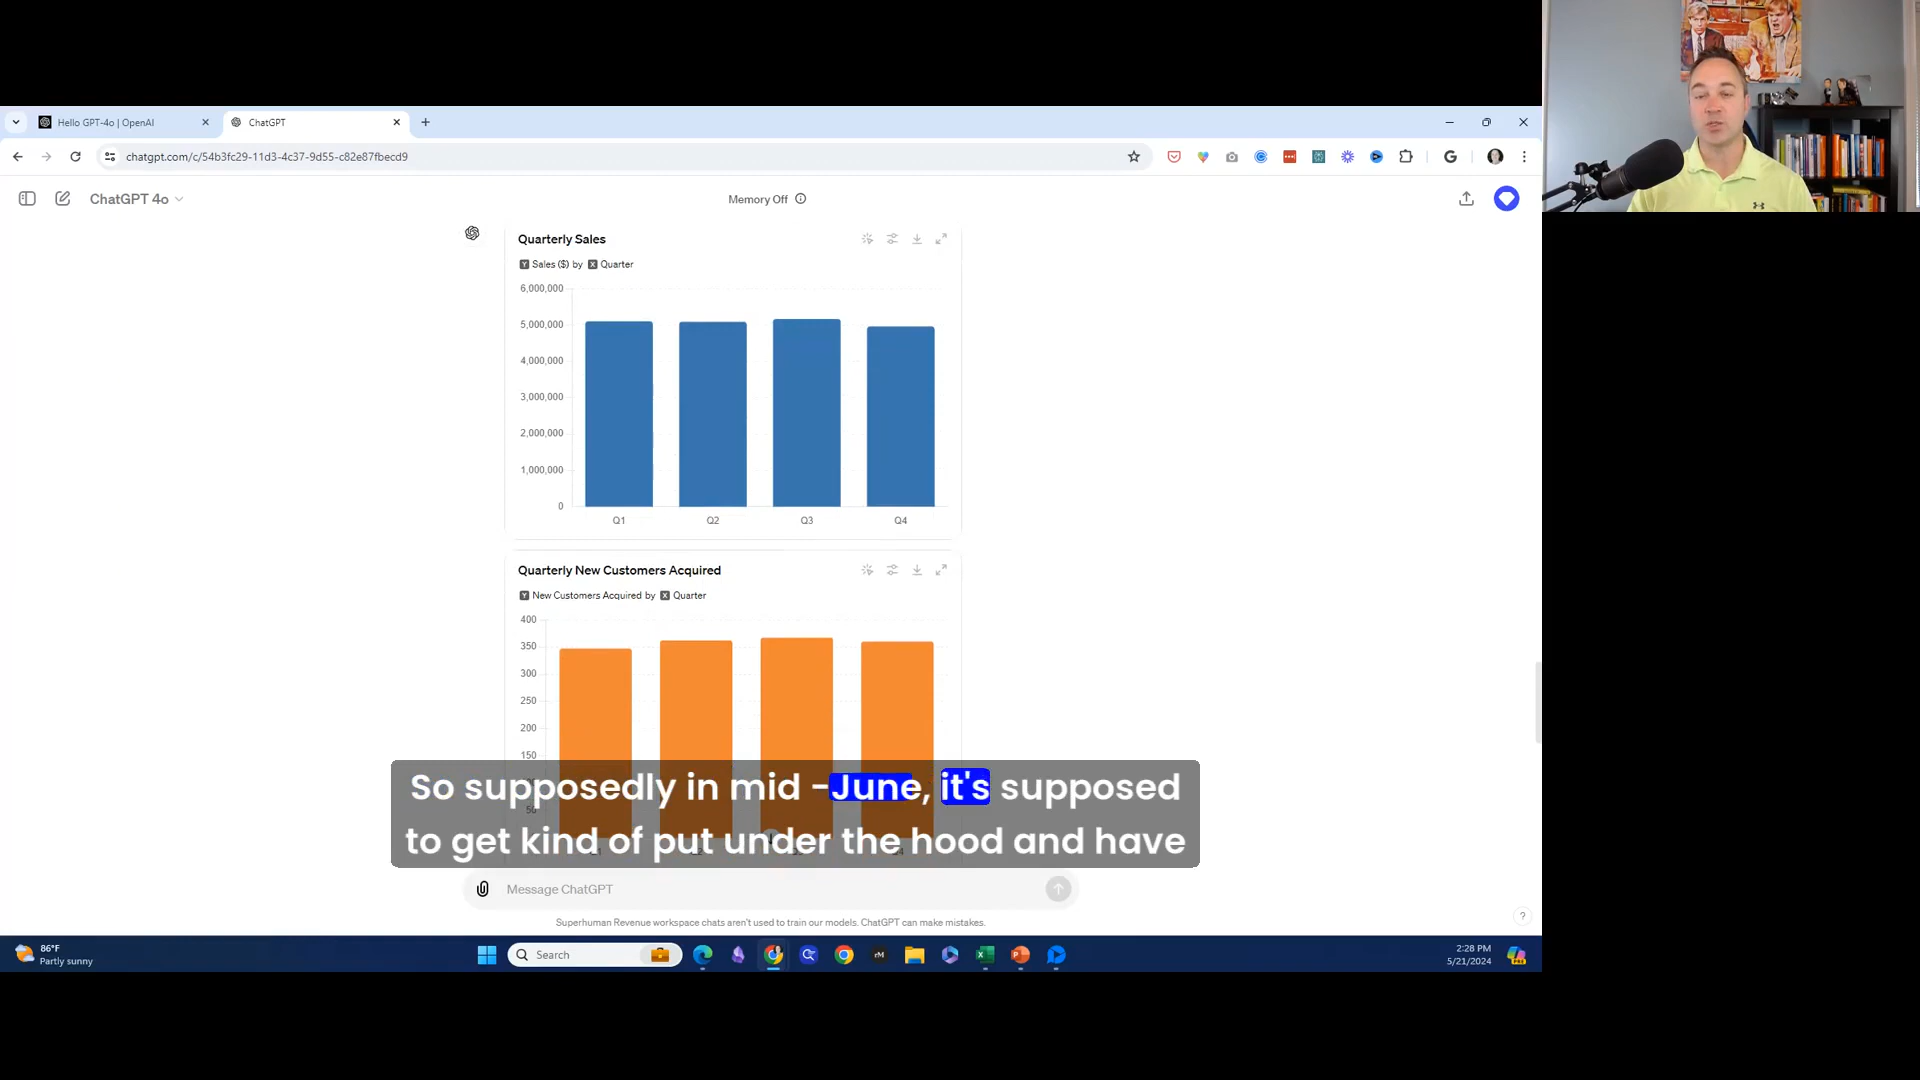 Hello GPT-4o | OpenAI
ChatGPT
chatgpt.com/c/54b3fc29-11d3-4c37-9d55-c82e87fbecd9
ChatGPT 4o
Memory Off
Quarterly Sales
Y Sales ($) by X Quarter
6,000,000
5,000,000
4,000,000
3,000,000
2,000,000
1,000,000
0
Q1 Q2 Q3 Q4
Quarterly New Customers Acquired
Y New Customers Acquired by X Quarter
400
350
300
250
200
150
50
So supposedly in mid -June, it's supposed
to get kind of put under the hood and have
Message ChatGPT
Superhuman Revenue workspace chats aren't used to train our models. ChatGPT can make mistakes.
?
86°F
Partly sunny
Search
rM
2:28 PM
5/21/2024